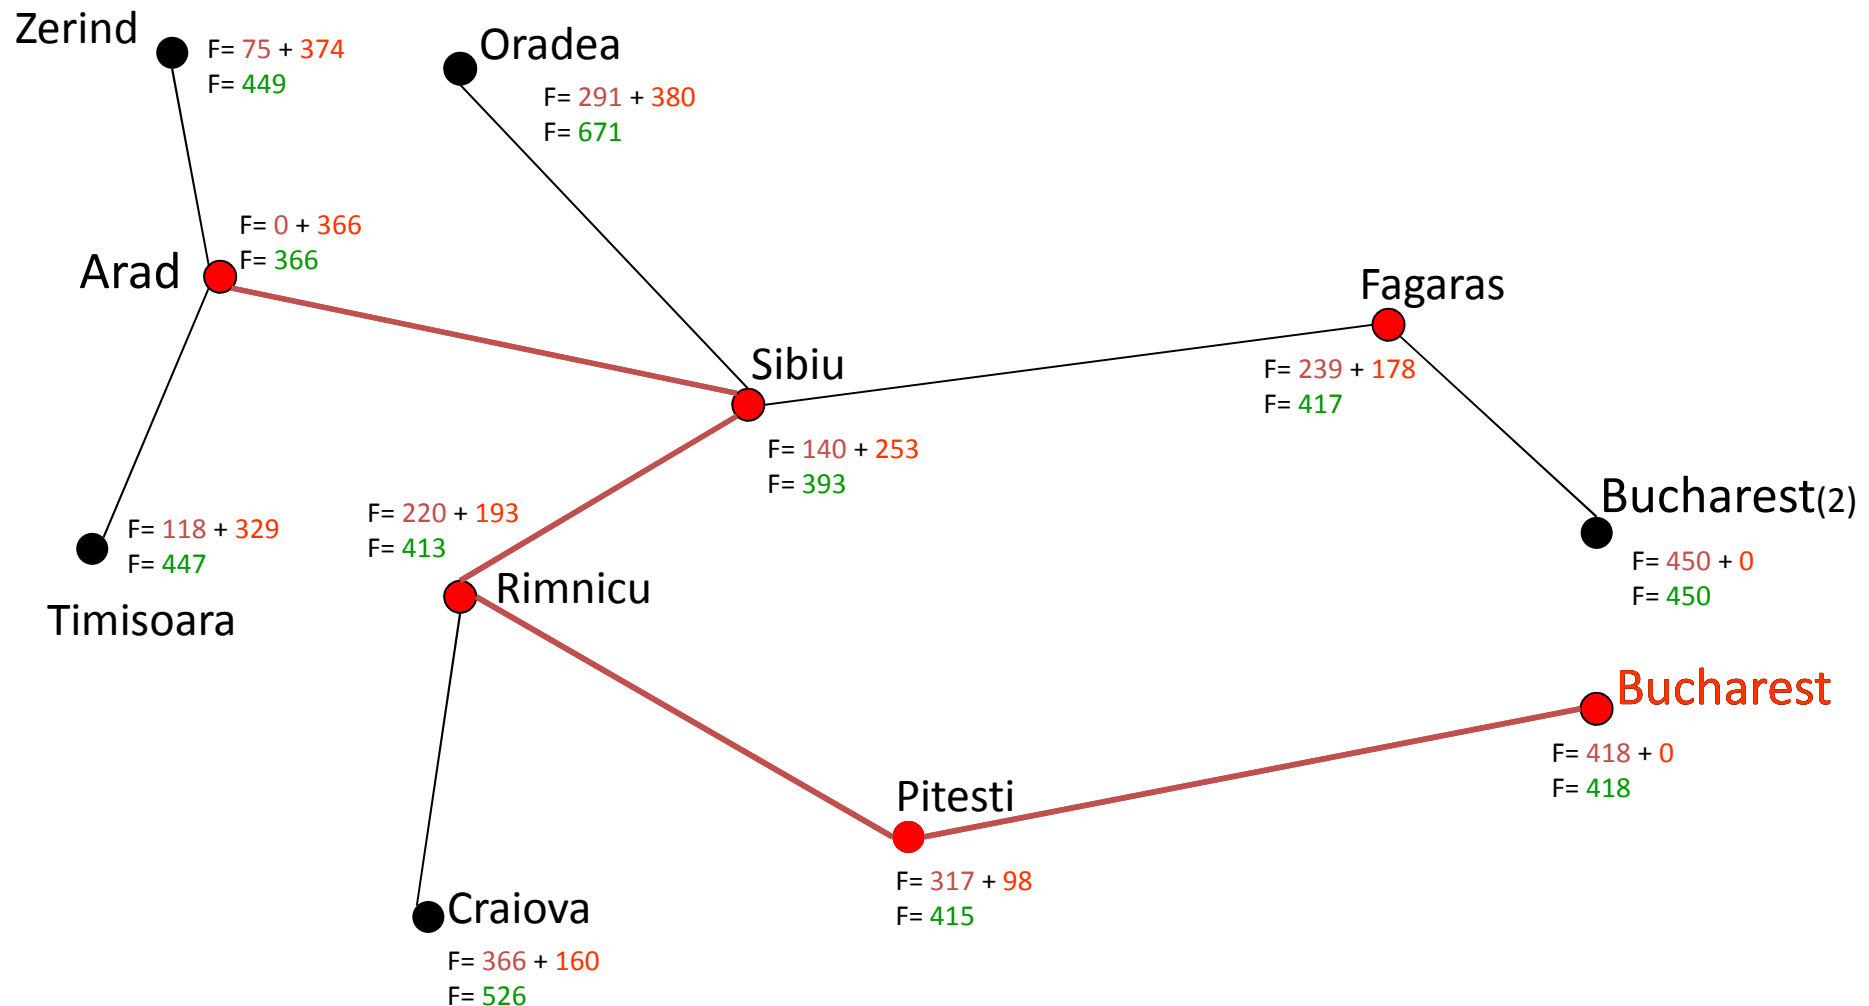 Zerind
F= 75 + 374
F= 449
Oradea
F= 291 + 380
F= 671
F= 0 + 366
F= 366
Arad
Fagaras
F= 239 + 178
F= 417
Sibiu
F= 140 + 253
F= 393
Bucharest(2)
F= 450 + 0
F= 450
F= 118 + 329
F= 447
Timisoara
F= 220 + 193
F= 413
Rimnicu
Bucharest
F= 418 + 0
F= 418
Pitesti
F= 317 + 98
F= 415
Craiova
F= 366 + 160
F= 526